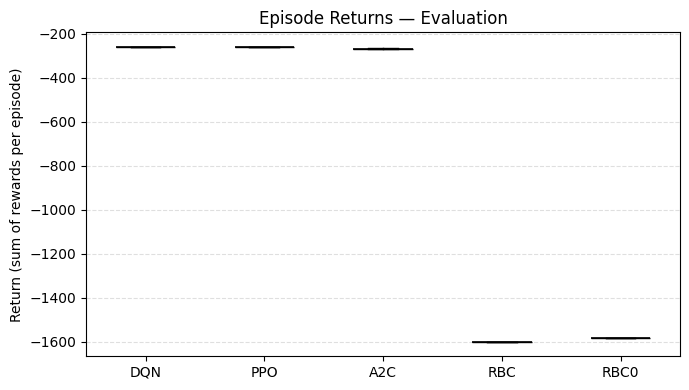 Episode Returns — Evaluation
Return (sum of rewards per episode)
−200
−400
−600
−800
−1000
−1200
−1400
−1600
DQN PPO A2C RBC RBC0